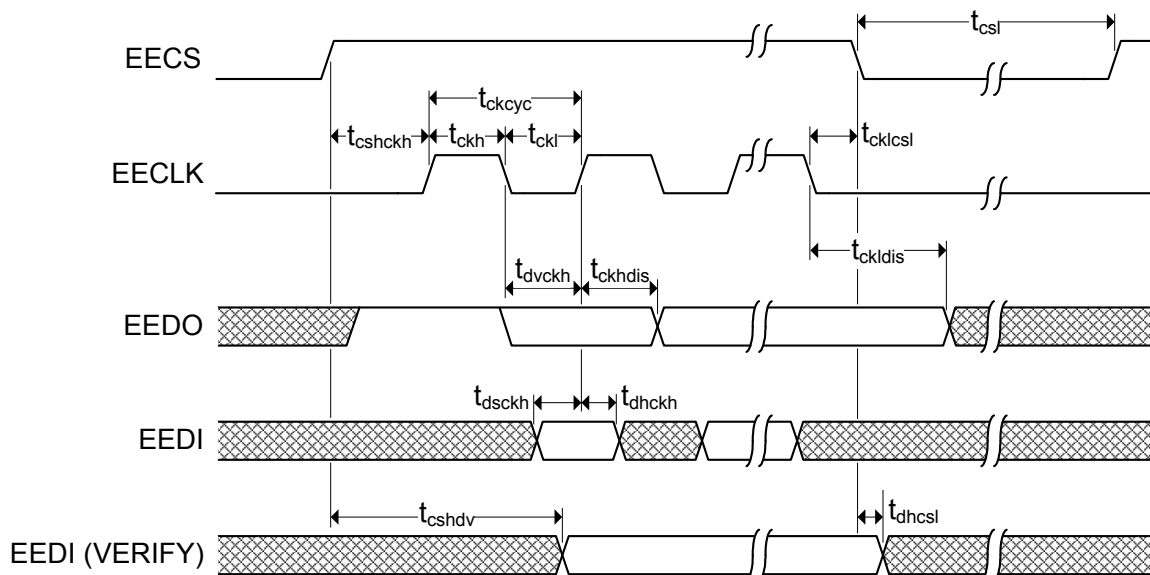 EECS
t_csl
t_ckcyc
t_cshckh t_ckh t_ckl t_cklcsl
EECLK
t_dvckh t_ckhdis t_ckldis
EEDO
t_dsckh t_dhckh
EEDI
t_cshdv t_dhcsl
EEDI (VERIFY)